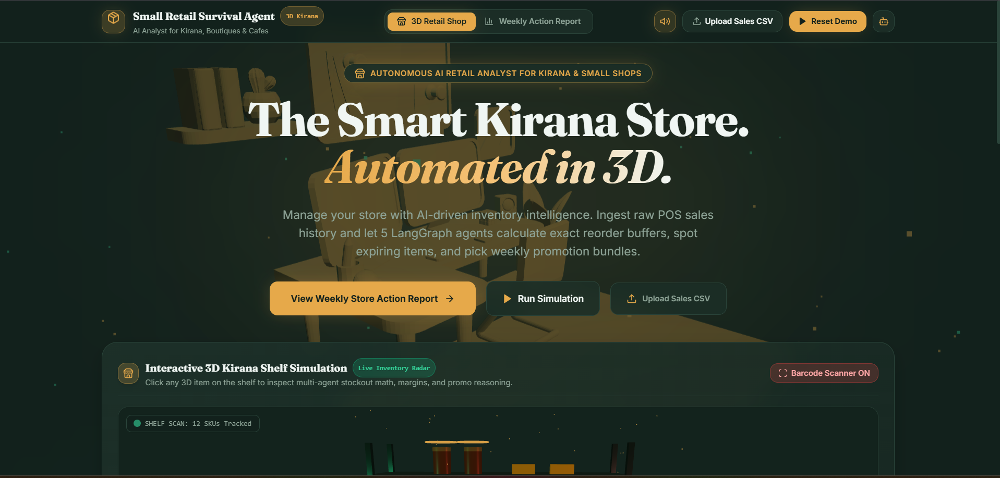 Small Retail Survival Agent
3D Kirana
AI Analyst for Kirana, Boutiques & Cafes
3D Retail Shop
Weekly Action Report
Upload Sales CSV
Reset Demo
AUTONOMOUS AI RETAIL ANALYST FOR KIRANA & SMALL SHOPS
The Smart Kirana Store.
Automated in 3D.
Manage your store with AI-driven inventory intelligence. Ingest raw POS sales
history and let 5 LangGraph agents calculate exact reorder buffers, spot
expiring items, and pick weekly promotion bundles.
View Weekly Store Action Report
Run Simulation
Upload Sales CSV
Interactive 3D Kirana Shelf Simulation
Live Inventory Radar
Click any 3D item on the shelf to inspect multi-agent stockout math, margins, and promo reasoning.
Barcode Scanner ON
SHELF SCAN: 12 SKUs Tracked